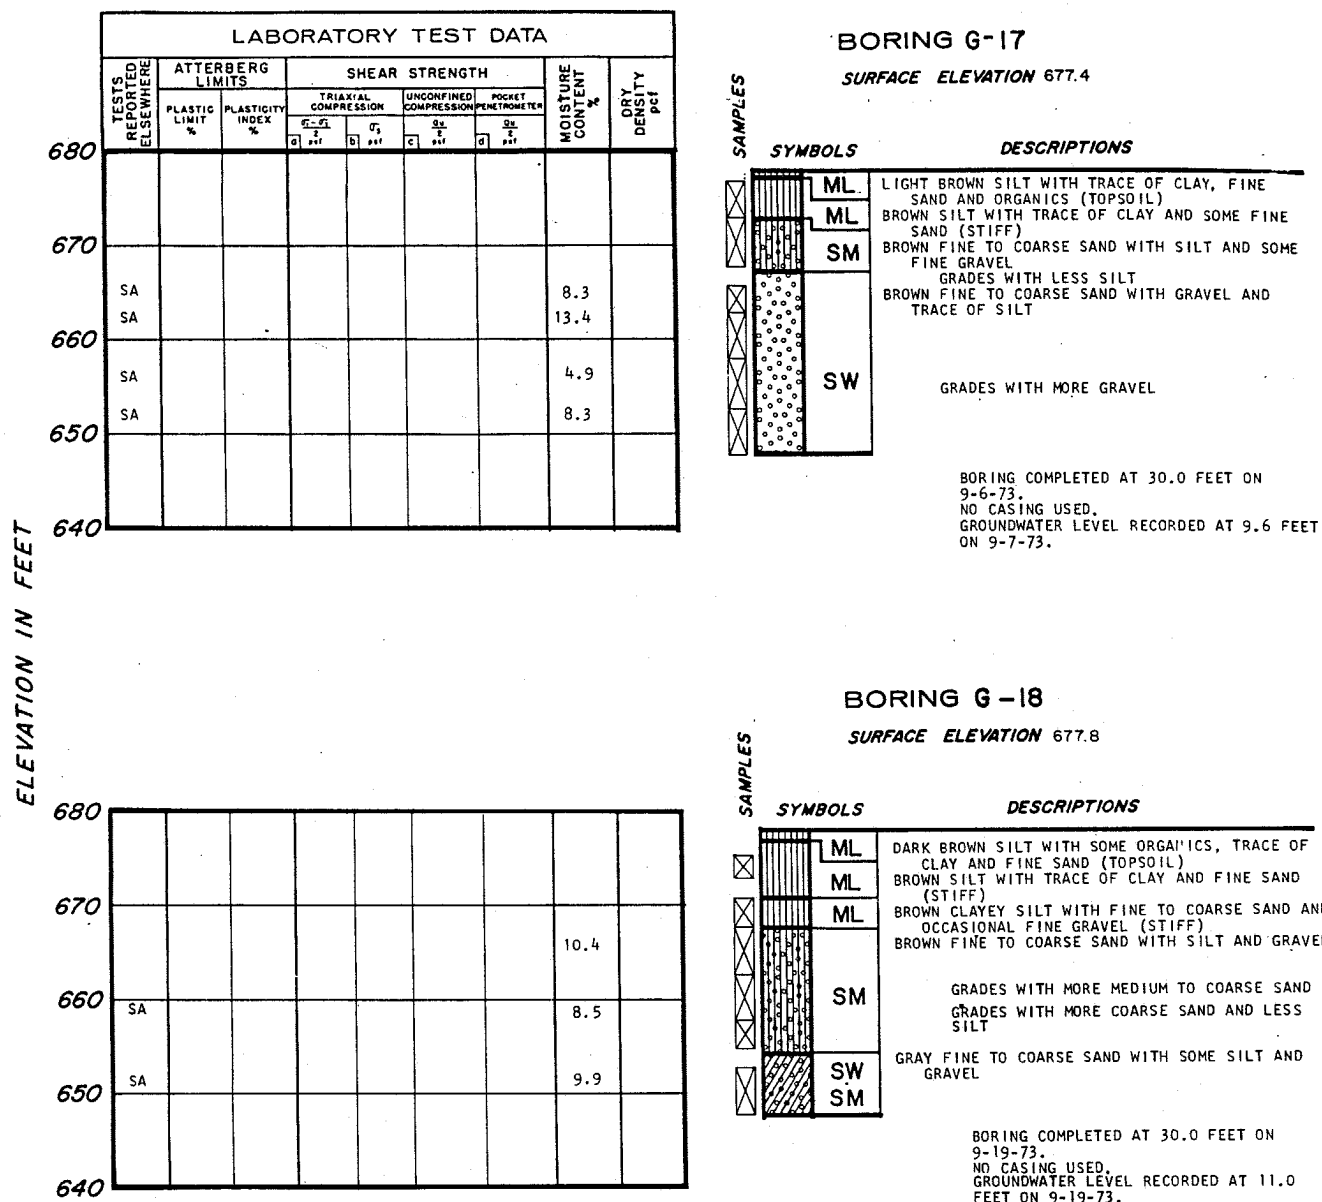 LABORATORY TEST DATA
TESTS REPORTED ELSEWHERE
ATTERBERG LIMITS
SHEAR STRENGTH
MOISTURE CONTENT %
DRY DENSITY pcf
PLASTIC LIMIT %
PLASTICITY INDEX %
TRIAXIAL COMPRESSION
UNCONFINED COMPRESSION
POCKET PENETROMETER
a
psf
b
psf
c
psf
d
psf
ELEVATION IN FEET
680
670
SA 8.3
SA 13.4
660
SA 4.9
SA 8.3
650
640
BORING G-17
SURFACE ELEVATION 677.4
SAMPLES
SYMBOLS DESCRIPTIONS
ML LIGHT BROWN SILT WITH TRACE OF CLAY, FINE
SAND AND ORGANICS (TOPSOIL)
ML BROWN SILT WITH TRACE OF CLAY AND SOME FINE
SAND (STIFF)
SM BROWN FINE TO COARSE SAND WITH SILT AND SOME
FINE GRAVEL
GRADES WITH LESS SILT
BROWN FINE TO COARSE SAND WITH GRAVEL AND
TRACE OF SILT
SW GRADES WITH MORE GRAVEL
BORING COMPLETED AT 30.0 FEET ON
9-6-73.
NO CASING USED.
GROUNDWATER LEVEL RECORDED AT 9.6 FEET
ON 9-7-73.
680
670
10.4
660
SA 8.5
SA 9.9
650
640
BORING G-18
SURFACE ELEVATION 677.8
SAMPLES
SYMBOLS DESCRIPTIONS
ML DARK BROWN SILT WITH SOME ORGANICS, TRACE OF
CLAY AND FINE SAND (TOPSOIL)
ML BROWN SILT WITH TRACE OF CLAY AND FINE SAND
(STIFF)
ML BROWN CLAYEY SILT WITH FINE TO COARSE SAND AN
OCCASIONAL FINE GRAVEL (STIFF)
BROWN FINE TO COARSE SAND WITH SILT AND GRAVEL
GRADES WITH MORE MEDIUM TO COARSE SAND
SM GRADES WITH MORE COARSE SAND AND LESS
SILT
GRAY FINE TO COARSE SAND WITH SOME SILT AND
GRAVEL
SW
SM
BORING COMPLETED AT 30.0 FEET ON
9-19-73.
NO CASING USED.
GROUNDWATER LEVEL RECORDED AT 11.0
FEET ON 9-19-73.